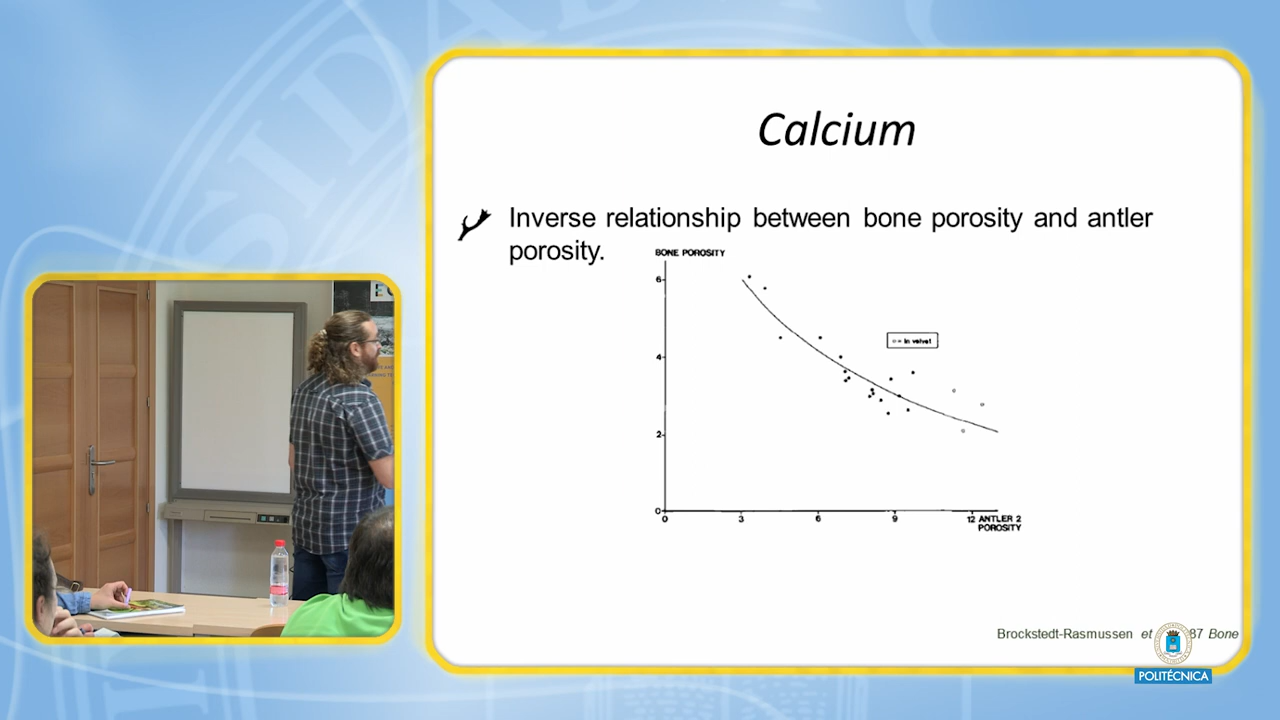 Calcium
Inverse relationship between bone porosity and antler
porosity.
BONE POROSITY
6
4
2
0
= In velvet
0 3 6 9 12 ANTLER 2
POROSITY
Brockstedt-Rasmussen et 87 Bone
POLITÉCNICA